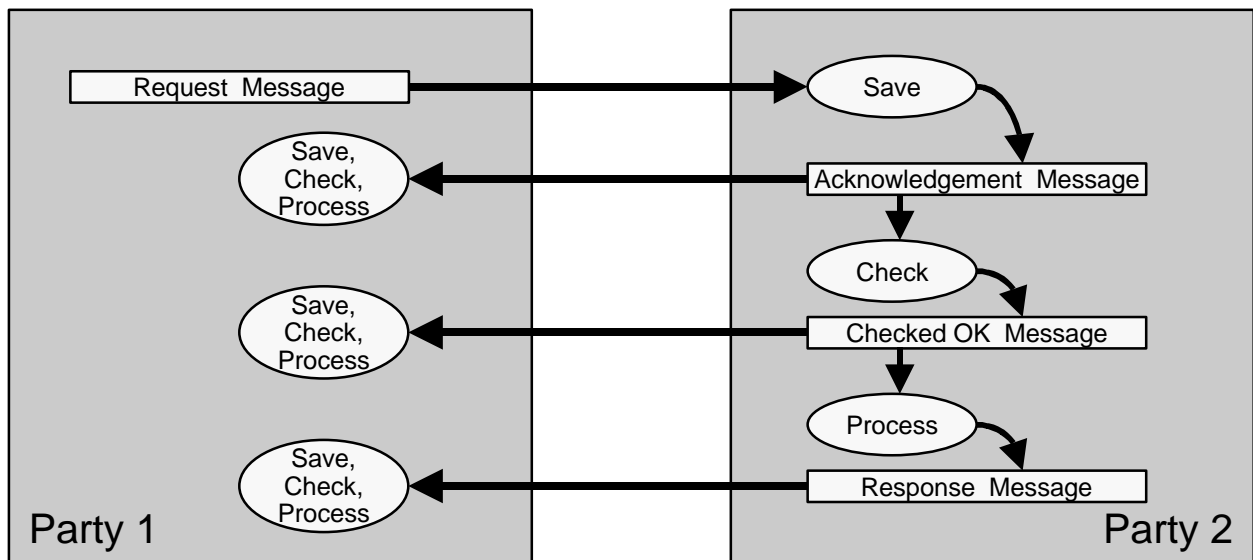 Request Message
Save
Save,
Check,
Process
Acknowledgement Message
Check
Save,
Check,
Process
Checked OK Message
Process
Save,
Check,
Process
Response Message
Party 1
Party 2